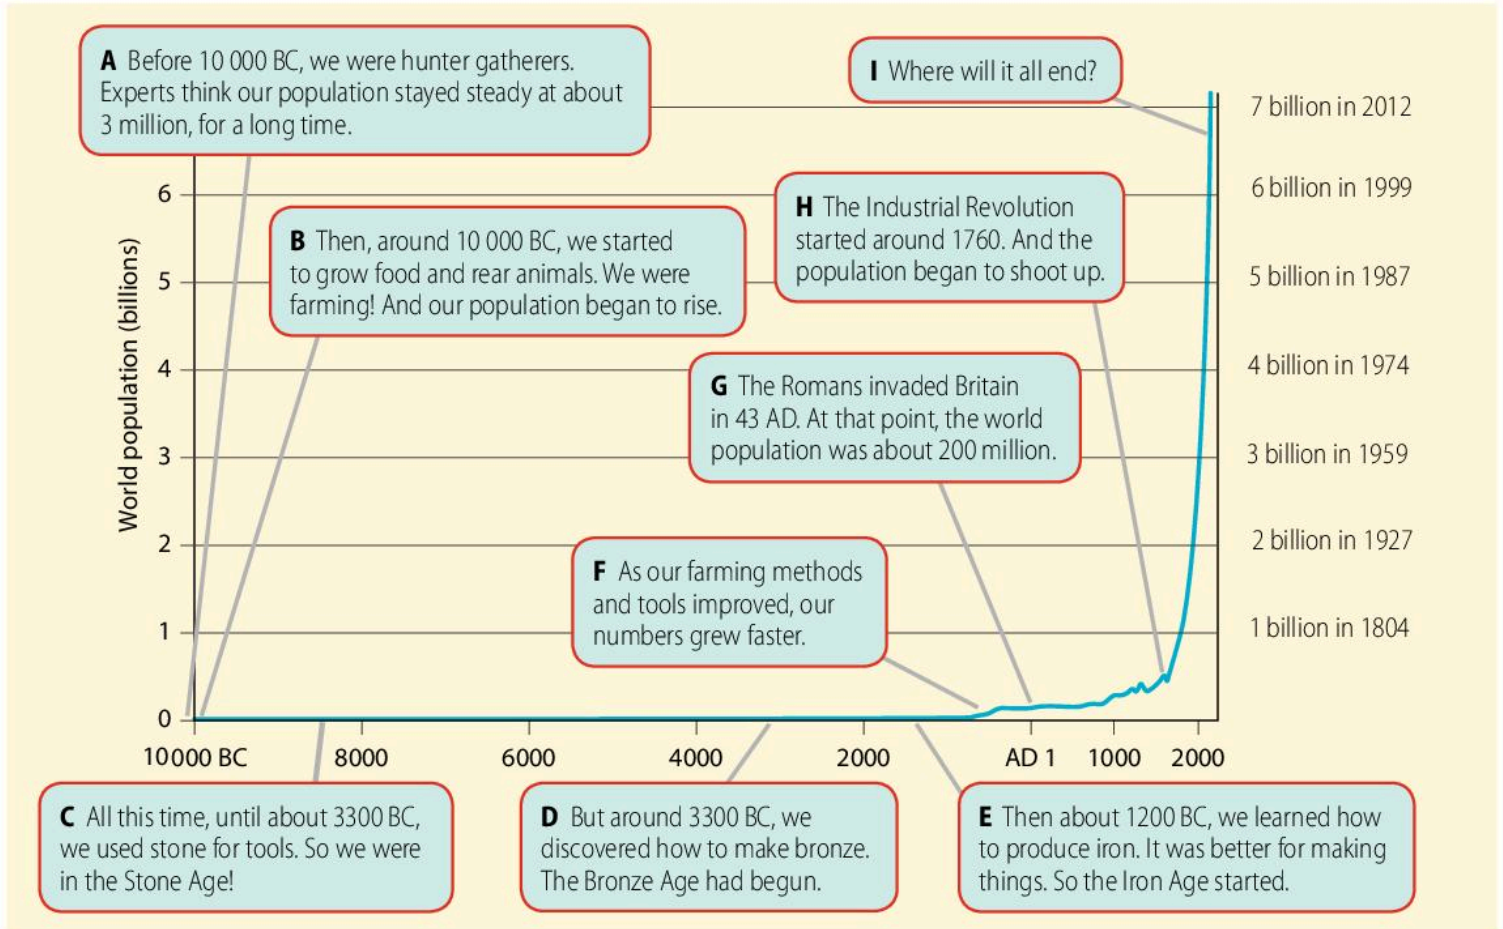 A Before 10 000 BC, we were hunter gatherers.
Experts think our population stayed steady at about
3 million, for a long time.
I Where will it all end?
7 billion in 2012
6 billion in 1999
5 billion in 1987
4 billion in 1974
3 billion in 1959
2 billion in 1927
1 billion in 1804
H The Industrial Revolution
started around 1760. And the
population began to shoot up.
B Then, around 10 000 BC, we started
to grow food and rear animals. We were
farming! And our population began to rise.
G The Romans invaded Britain
in 43 AD. At that point, the world
population was about 200 million.
F As our farming methods
and tools improved, our
numbers grew faster.
World population (billions)
6
5
4
3
2
1
0
10000 BC 8000 6000 4000 2000 AD 1 1000 2000
C All this time, until about 3300 BC,
we used stone for tools. So we were
in the Stone Age!
D But around 3300 BC, we
discovered how to make bronze.
The Bronze Age had begun.
E Then about 1200 BC, we learned how
to produce iron. It was better for making
things. So the Iron Age started.